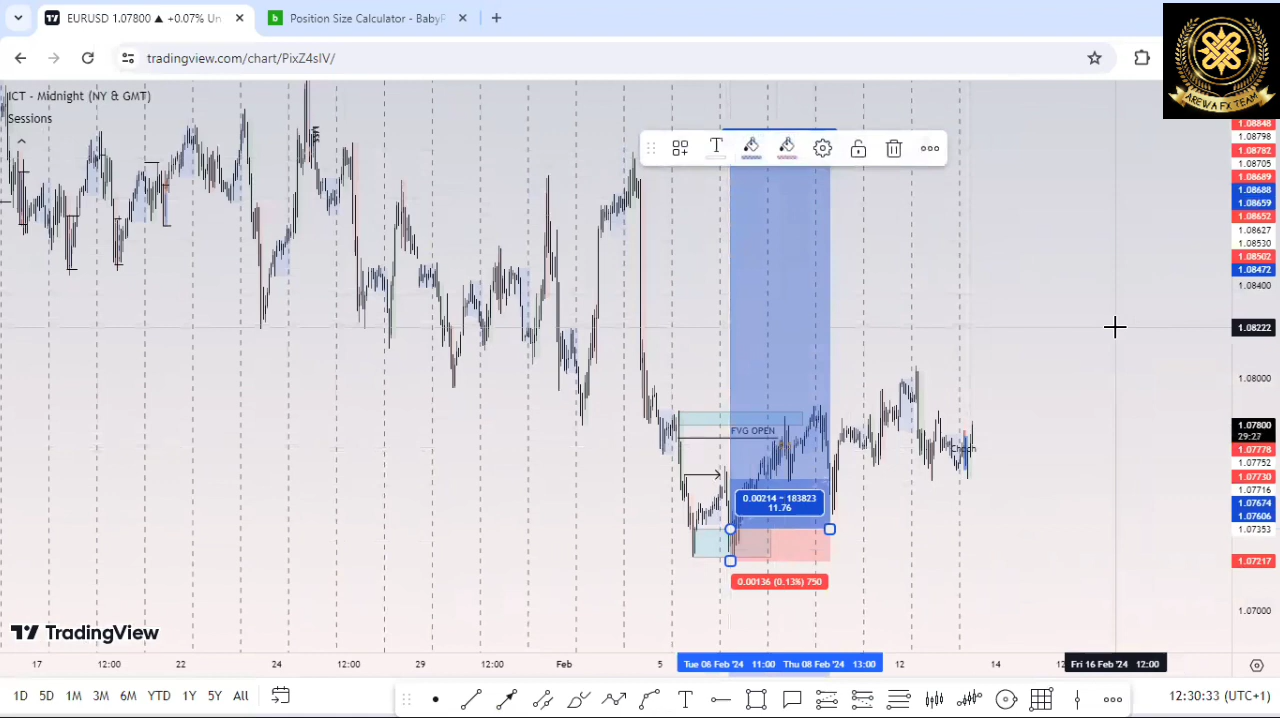 EURUSD 1.07800 ▲ +0.07% Un
Position Size Calculator - BabyP
tradingview.com/chart/PixZ4sIV/
AREWA FX TEAM
ICT - Midnight (NY & GMT)
Sessions
1.08848
1.08798
1.08782
1.08705
1.08689
1.08688
1.08659
1.08652
1.08627
1.08530
1.08502
1.08472
1.08400
1.08222
1.08000
1.07800
29:27
1.07778
1.07752
1.07730
1.07716
1.07674
1.07606
1.07353
1.07217
1.07000
FVG OPEN
Choch
0.00214 - 183823
11.76
0.00136 (0.13%) 750
TradingView
17 12:00 22 24 12:00 29 12:00 Feb 5 Tue 06 Feb '24 11:00 Thu 08 Feb '24 13:00 12 14 Fri 16 Feb '24 12:00
1D 5D 1M 3M 6M YTD 1Y 5Y All
12:30:33 (UTC+1)